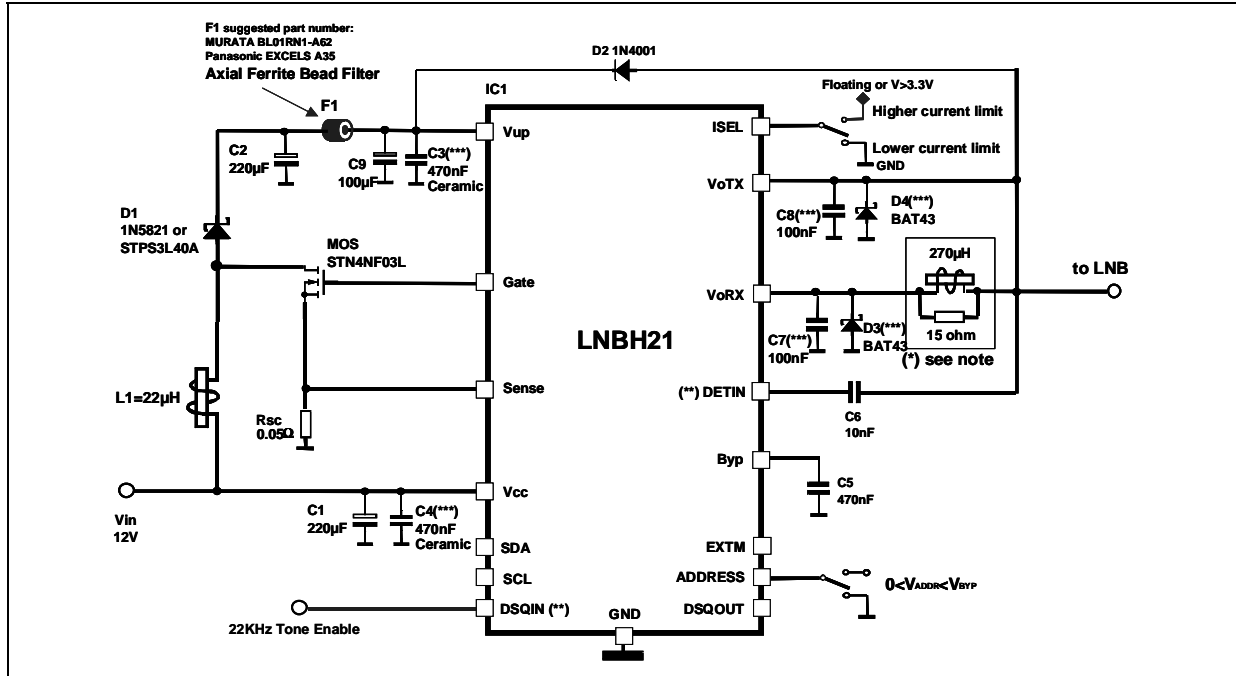 F1 suggested part number:
MURATA BL01RN1-A62
Panasonic EXCELS A35
Axial Ferrite Bead Filter
D2 1N4001
IC1
F1
Floating or V>3.3V
Higher current limit
ISEL
Lower current limit
GND
Vup
C2
220µF
C9
100µF
C3(***)
470nF
Ceramic
VoTX
C8(***)
100nF
D4(***)
BAT43
D1
1N5821 or
STPS3L40A
MOS
STN4NF03L
270µH
to LNB
Gate
VoRX
LNBH21
C7(***)
100nF
D3(***)
BAT43
15 ohm
(*) see note
L1=22µH
Sense
(**) DETIN
Rsc
0.05Ω
C6
10nF
Byp
C5
470nF
Vcc
Vin
12V
C1
220µF
C4(***)
470nF
Ceramic
SDA
EXTM
SCL
ADDRESS
0<VADDR<VBYP
DSQIN (**)
GND
DSQOUT
22KHz Tone Enable